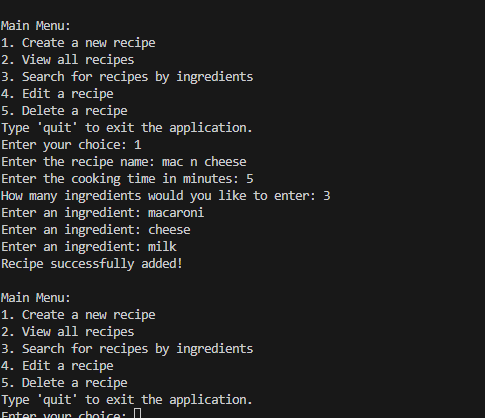 Main Menu:
1. Create a new recipe
2. View all recipes
3. Search for recipes by ingredients
4. Edit a recipe
5. Delete a recipe
Type 'quit' to exit the application.
Enter your choice: 1
Enter the recipe name: mac n cheese
Enter the cooking time in minutes: 5
How many ingredients would you like to enter: 3
Enter an ingredient: macaroni
Enter an ingredient: cheese
Enter an ingredient: milk
Recipe successfully added!
Main Menu:
1. Create a new recipe
2. View all recipes
3. Search for recipes by ingredients
4. Edit a recipe
5. Delete a recipe
Type 'quit' to exit the application.
Enter your choice: